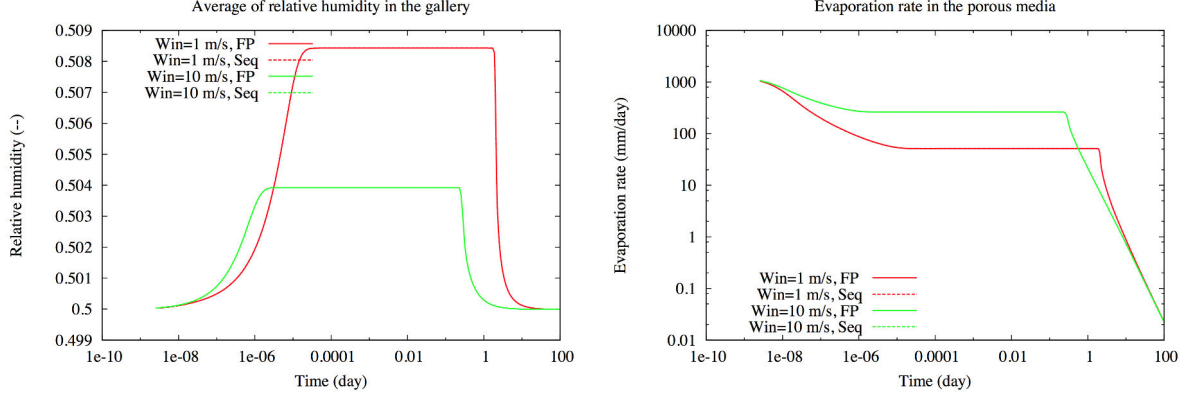 Average of relative humidity in the gallery
0.509
0.508
0.507
0.506
0.505
0.504
0.503
0.502
0.501
0.5
0.499
Relative humidity (--)
Win=1 m/s, FP
Win=1 m/s, Seq
Win=10 m/s, FP
Win=10 m/s, Seq
1e-10
1e-08
1e-06
0.0001
0.01
1
100
Time (day)
Evaporation rate in the porous media
10000
1000
100
10
1
0.1
0.01
Evaporation rate (mm/day)
Win=1 m/s, FP
Win=1 m/s, Seq
Win=10 m/s, FP
Win=10 m/s, Seq
1e-10
1e-08
1e-06
0.0001
0.01
1
100
Time (day)